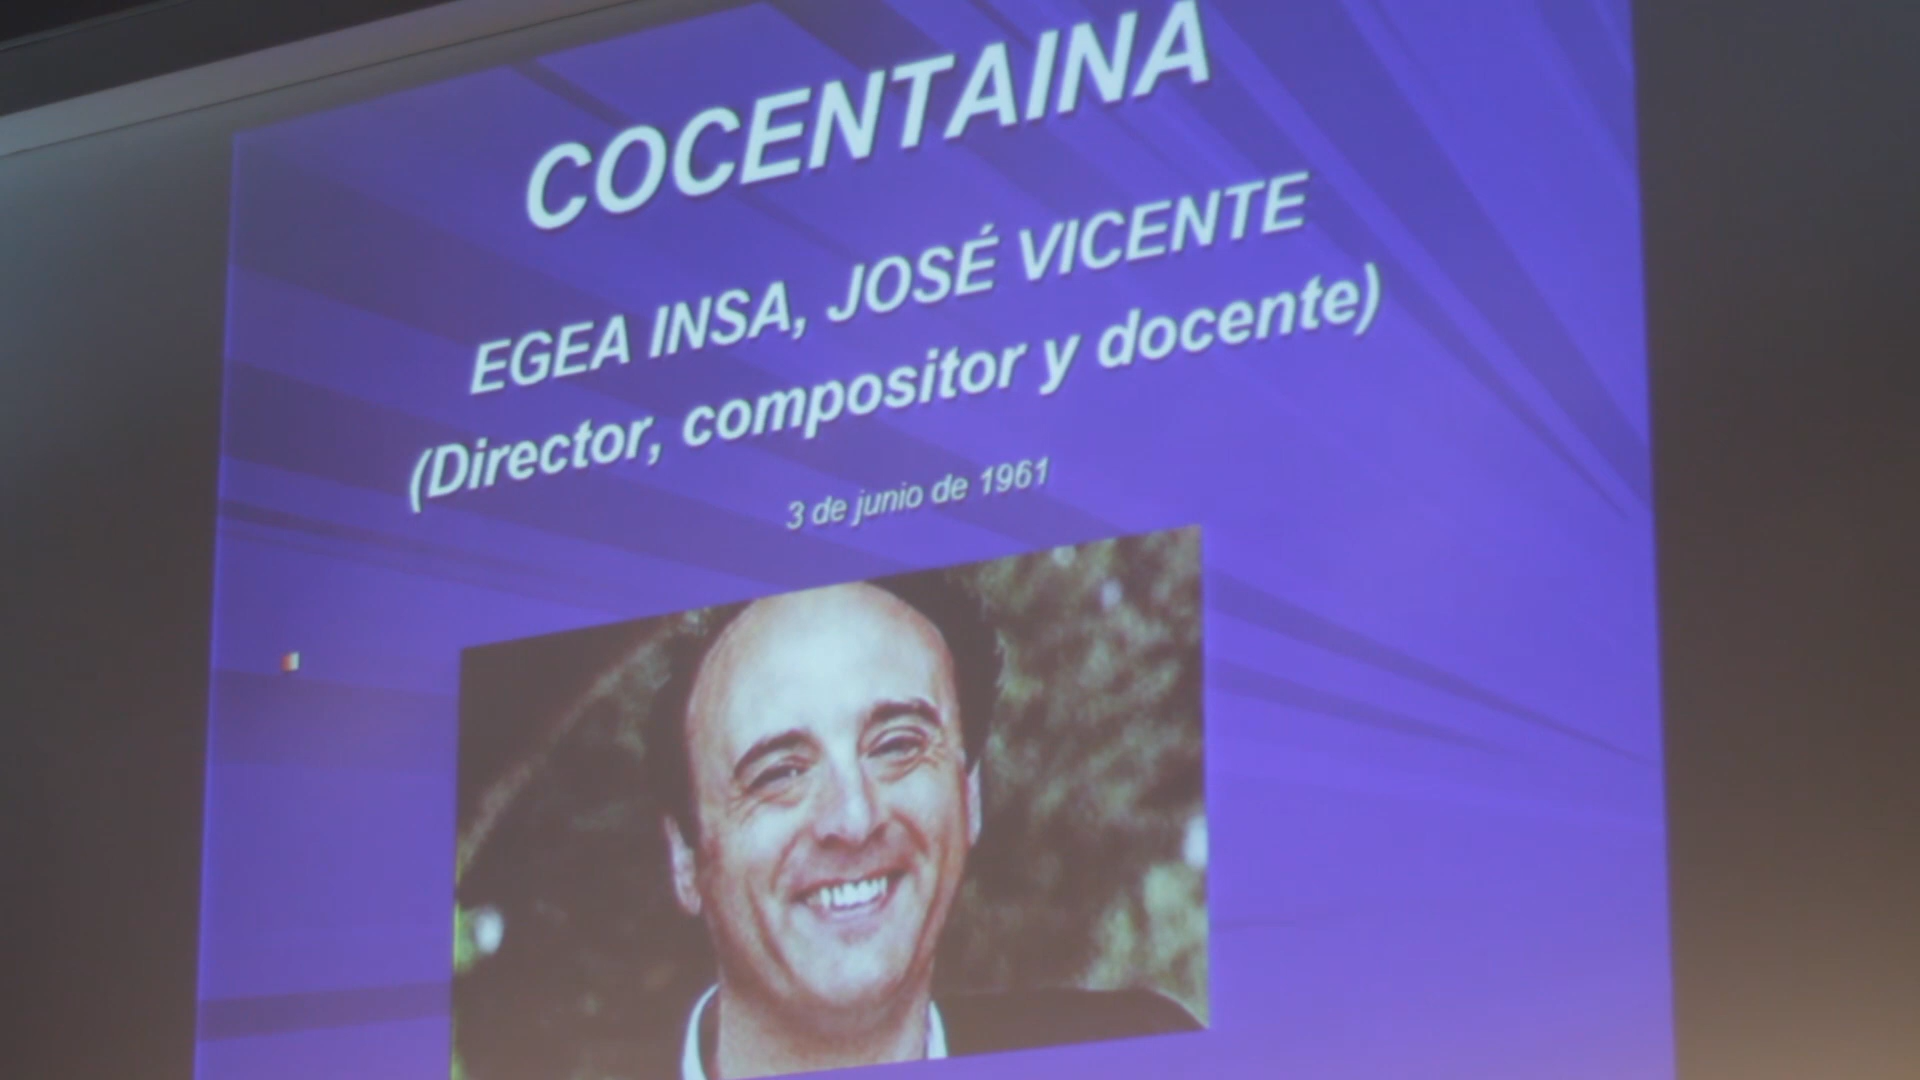 COCENTAINA
EGEA INSA, JOSÉ VICENTE
(Director, compositor y docente)
3 de junio de 1961